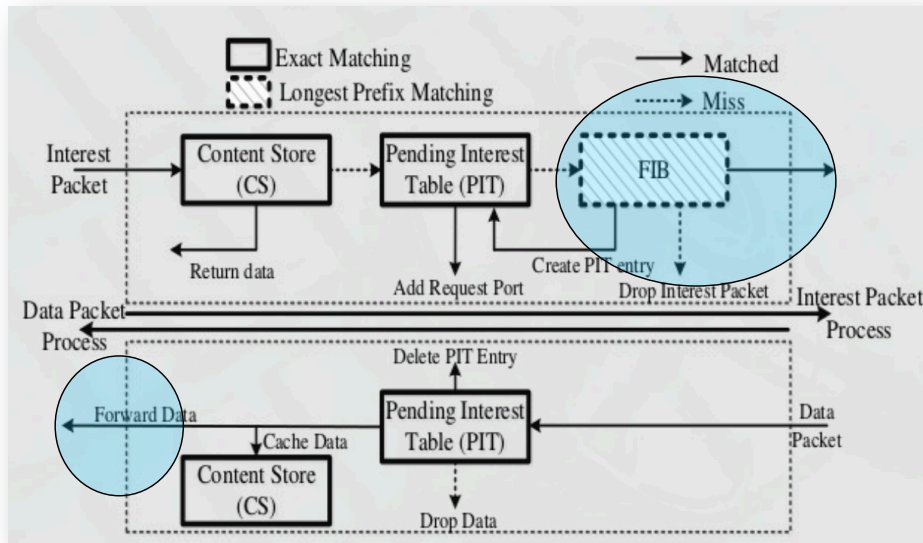 Exact Matching
Longest Prefix Matching
Matched
Miss
Interest
Packet
Content Store
(CS)
Pending Interest
Table (PIT)
FIB
Return data
Add Request Port
Create PIT entry
Drop Interest Packet
Data Packet
Process
Interest Packet
Process
Delete PIT Entry
Forward Data
Cache Data
Content Store
(CS)
Pending Interest
Table (PIT)
Data
Packet
Drop Data